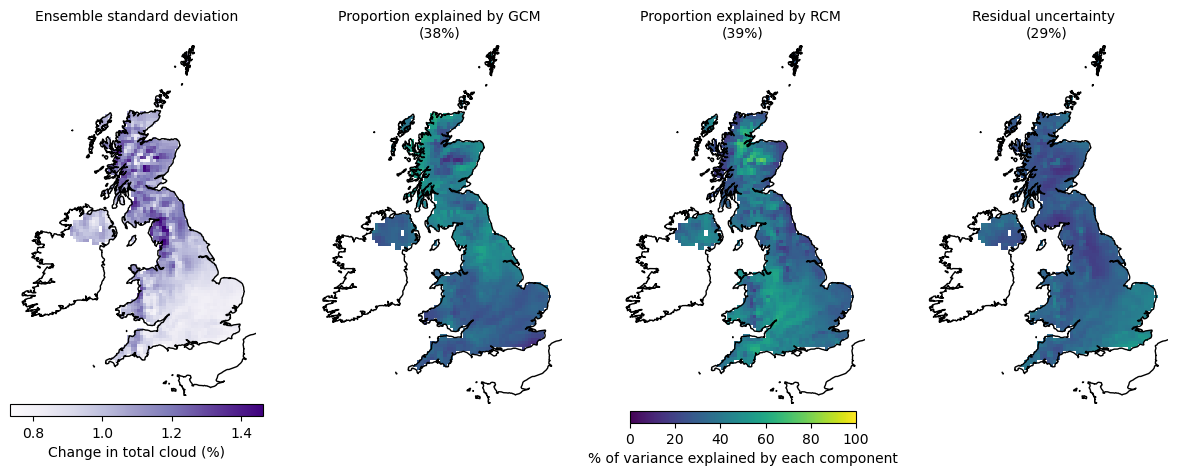 Ensemble standard deviation
Proportion explained by GCM
(38%)
Proportion explained by RCM
(39%)
Residual uncertainty
(29%)
0.8 1.0 1.2 1.4
Change in total cloud (%)
0 20 40 60 80 100
% of variance explained by each component